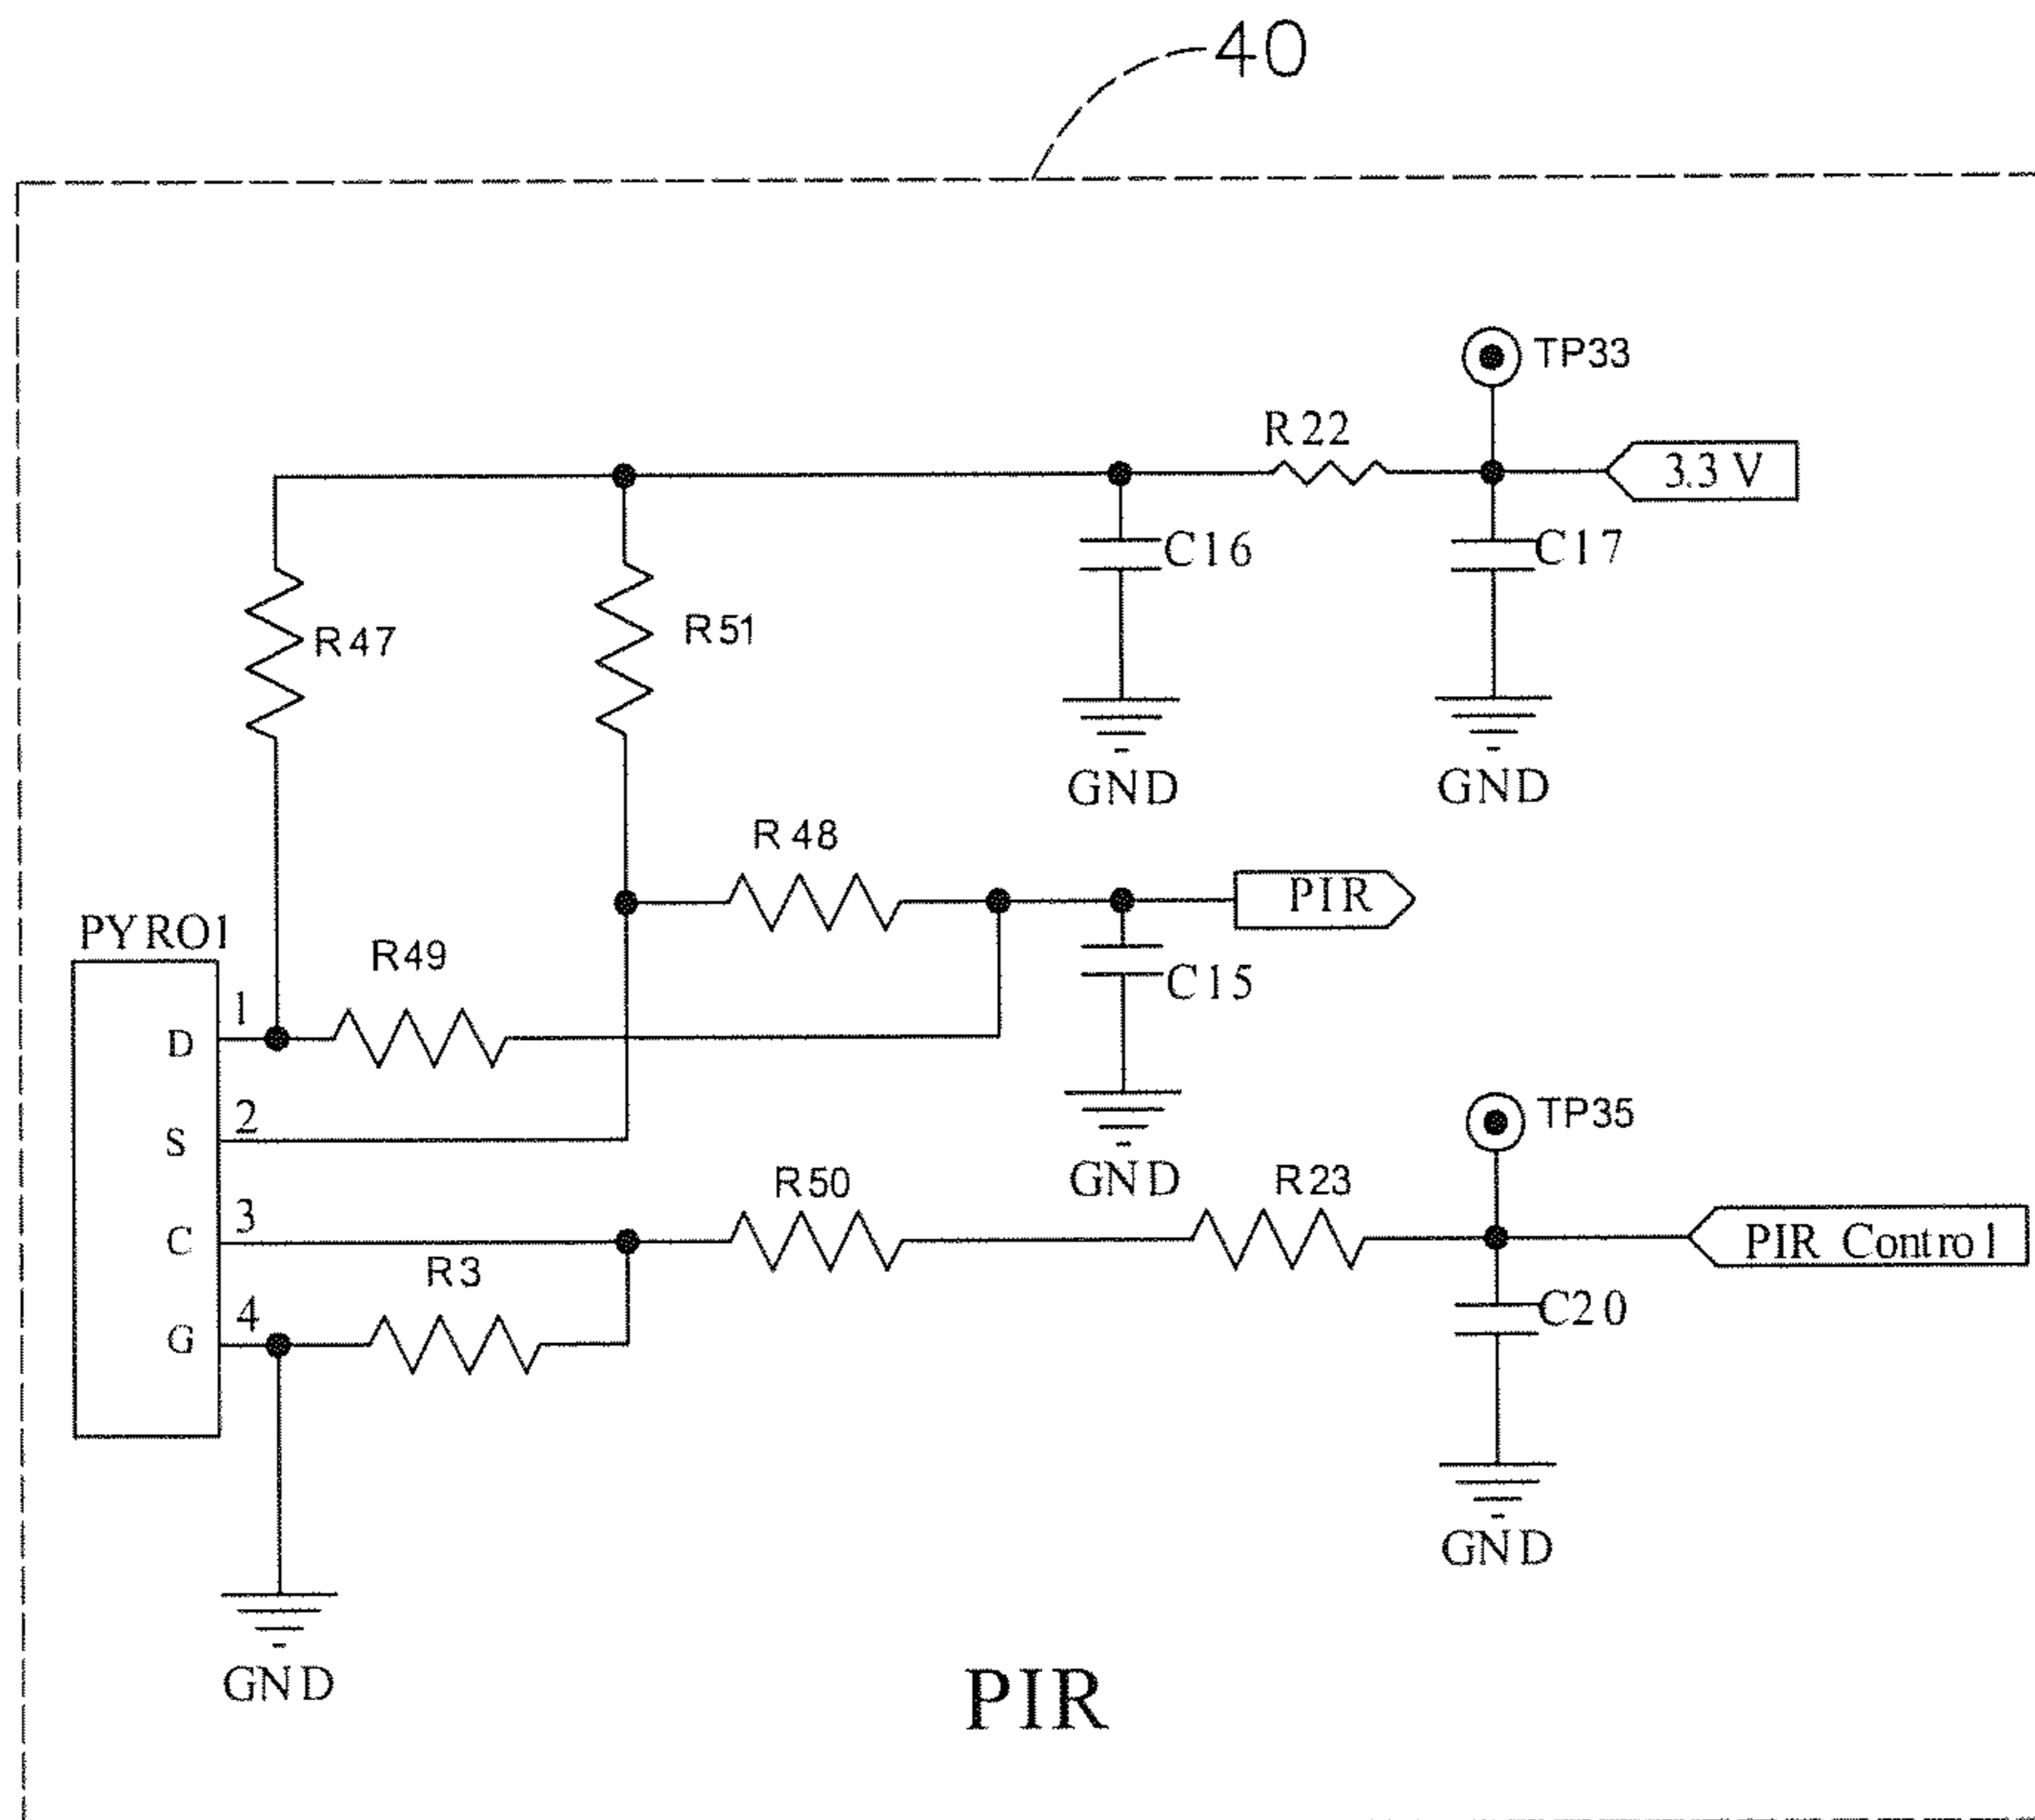 40
TP33
R22
3.3 V
C16
C17
R47
R51
GND
GND
R48
PIR
PYRO1
R49
C15
D
1
S
2
GND
TP35
R50
R23
C
3
PIR Control
R3
C20
G
4
GND
GND
PIR